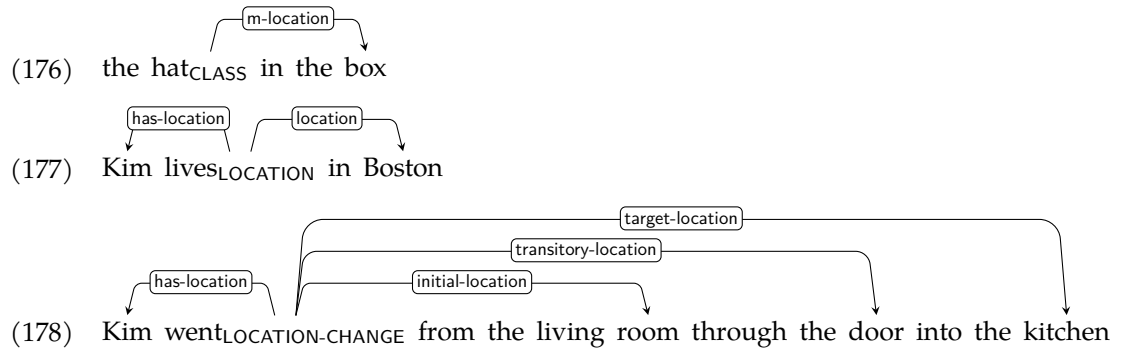 m-location
(176) the hatCLASS in the box
has-location location
(177) Kim livesLOCATION in Boston
target-location
transitory-location
has-location initial-location
(178) Kim wentLOCATION-CHANGE from the living room through the door into the kitchen